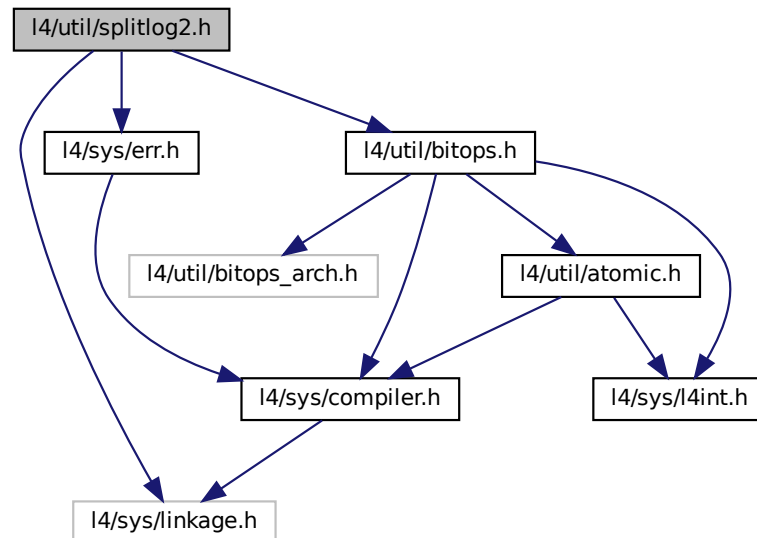 l4/util/splitlog2.h
l4/sys/err.h
l4/util/bitops.h
l4/util/bitops_arch.h
l4/util/atomic.h
l4/sys/compiler.h
l4/sys/l4int.h
l4/sys/linkage.h